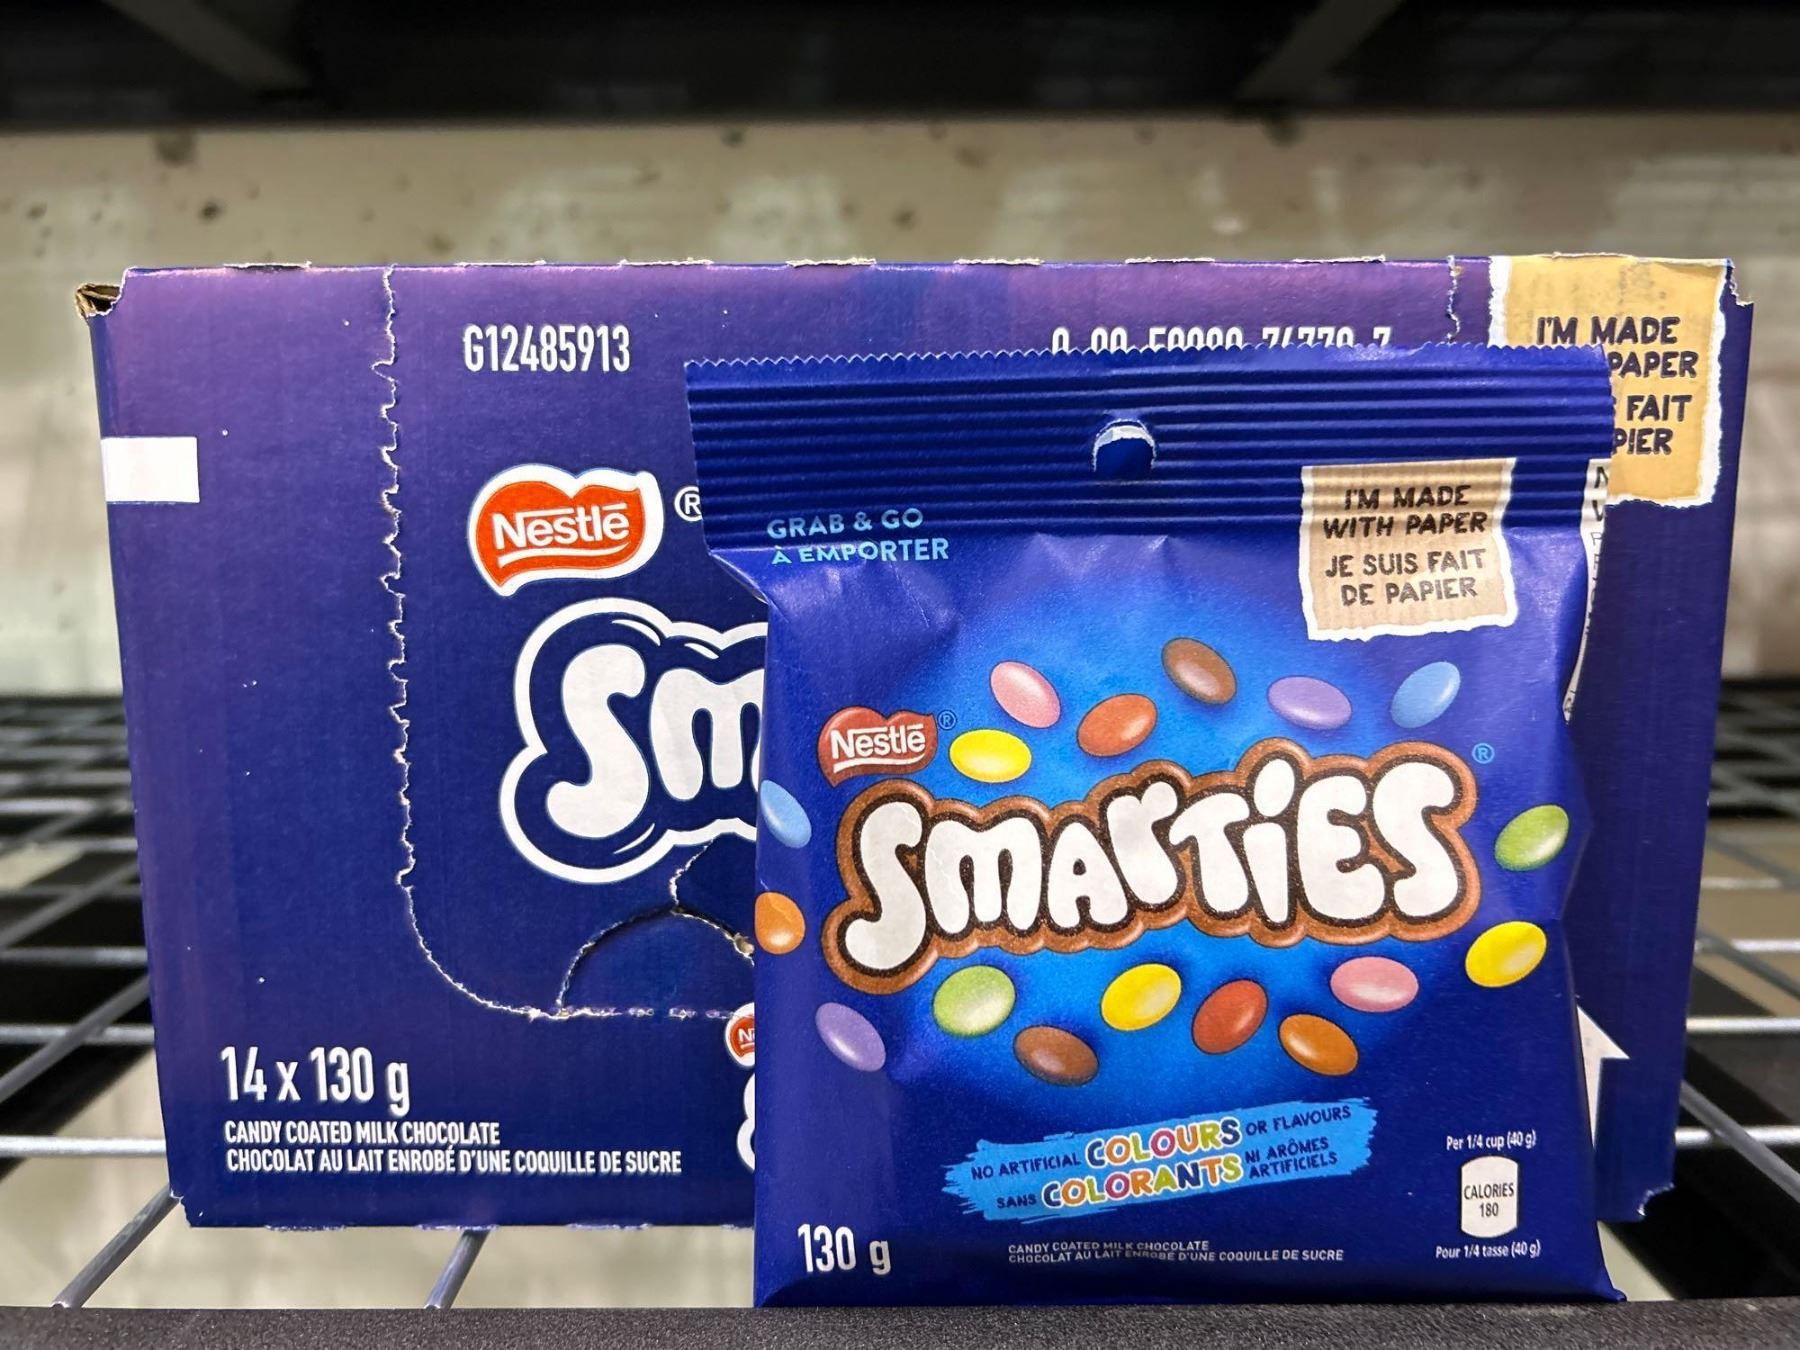 G12485913
I'M MADE
PAPER
FAIT
PIER
Nestlé ®
Sm
14 x 130 g
CANDY COATED MILK CHOCOLATE
CHOCOLAT AU LAIT ENROBÉ D'UNE COQUILLE DE SUCRE
GRAB & GO
À EMPORTER
I'M MADE
WITH PAPER
JE SUIS FAIT
DE PAPIER
Nestlé ®
SMARTIES ®
NO ARTIFICIAL COLOURS OR FLAVOURS
SANS COLORANTS NI ARÔMES ARTIFICIELS
130 g
CANDY COATED MILK CHOCOLATE
CHOCOLAT AU LAIT ENROBÉ D'UNE COQUILLE DE SUCRE
Per 1/4 cup (40 g)
CALORIES
180
Pour 1/4 tasse (40 g)